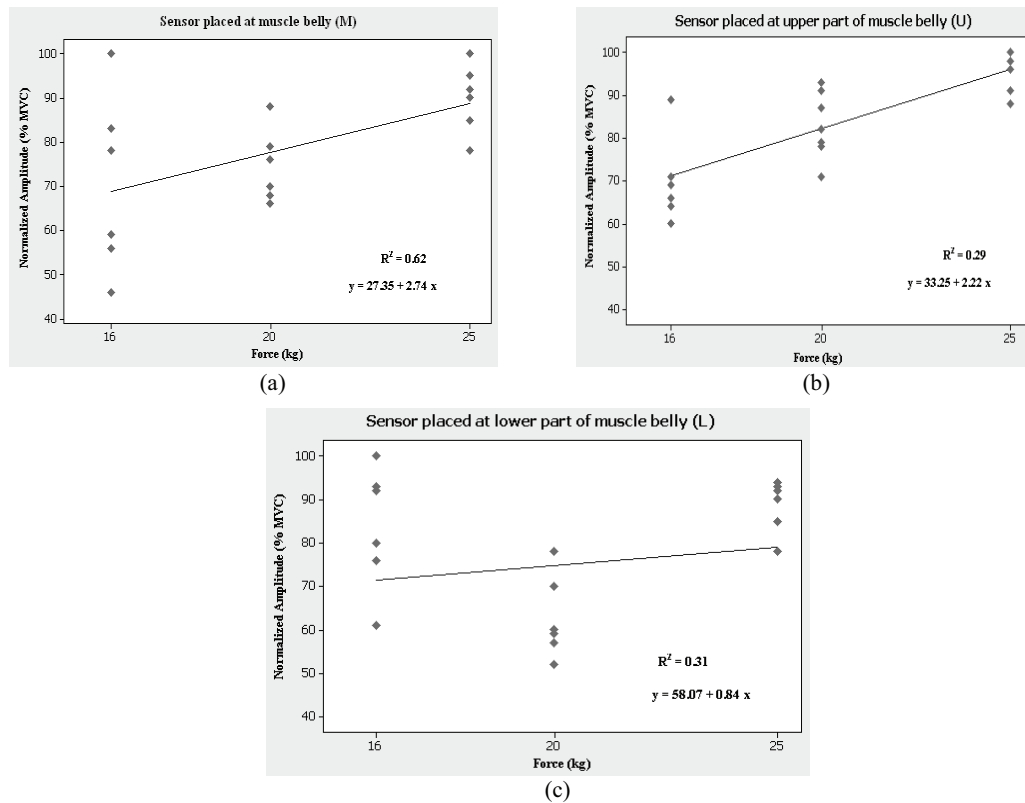 Sensor placed at muscle belly (M)
Normalized Amplitude (% MVC)
100
90
80
70
60
50
40
R² = 0.62
y = 27.35 + 2.74 x
16 20 25
Force (kg)
(a)
Sensor placed at upper part of muscle belly (U)
Normalized Amplitude (% MVC)
100
90
80
70
60
50
40
R² = 0.29
y = 33.25 + 2.22 x
16 20 25
Force (kg)
(b)
Sensor placed at lower part of muscle belly (L)
Normalized Amplitude (% MVC)
100
90
80
70
60
50
40
R² = 0.31
y = 58.07 + 0.84 x
16 20 25
Force (kg)
(c)